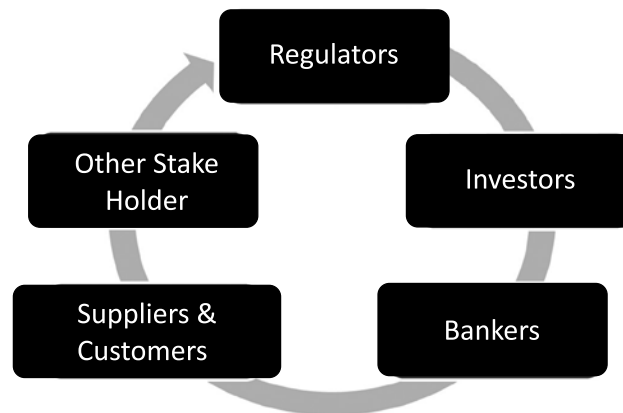 Regulators
Investors
Bankers
Suppliers &
Customers
Other Stake
Holder